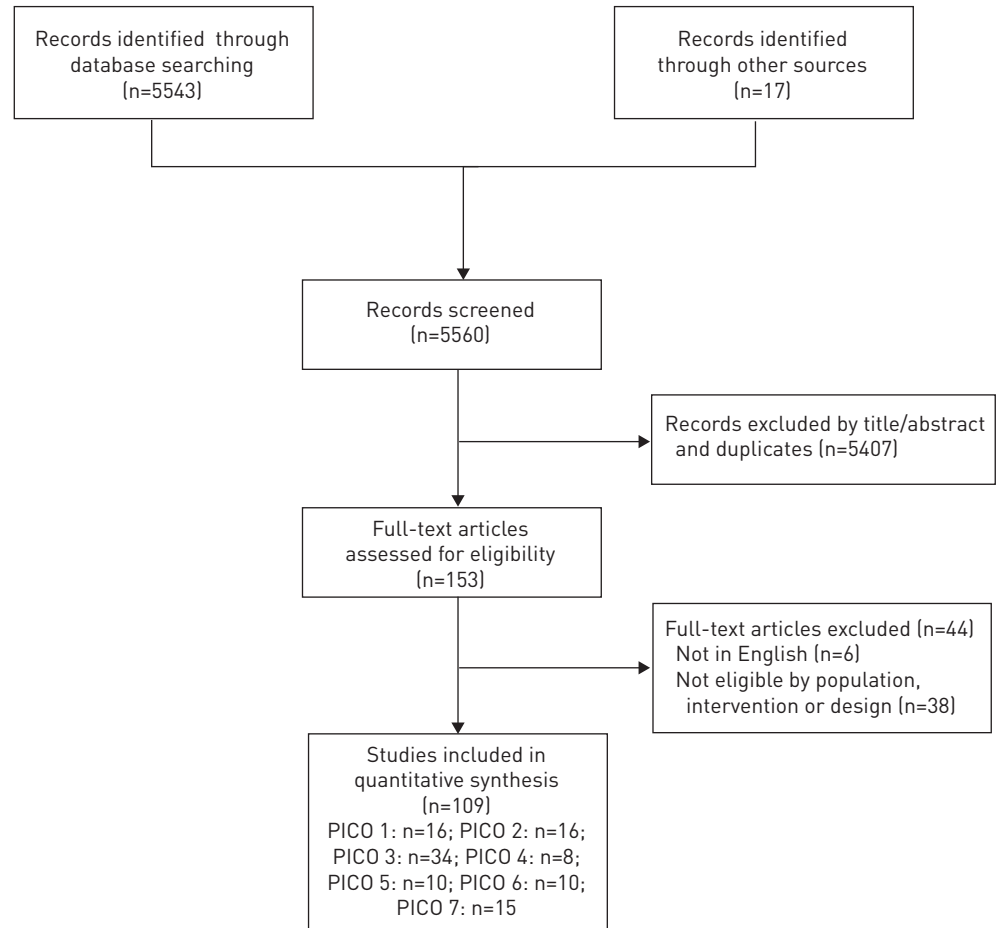 Records identified through
database searching
(n=5543)
Records identified
through other sources
(n=17)
Records screened
(n=5560)
Records excluded by title/abstract
and duplicates (n=5407)
Full-text articles
assessed for eligibility
(n=153)
Full-text articles excluded (n=44)
Not in English (n=6)
Not eligible by population,
intervention or design (n=38)
Studies included in
quantitative synthesis
(n=109)
PICO 1: n=16; PICO 2: n=16;
PICO 3: n=34; PICO 4: n=8;
PICO 5: n=10; PICO 6: n=10;
PICO 7: n=15